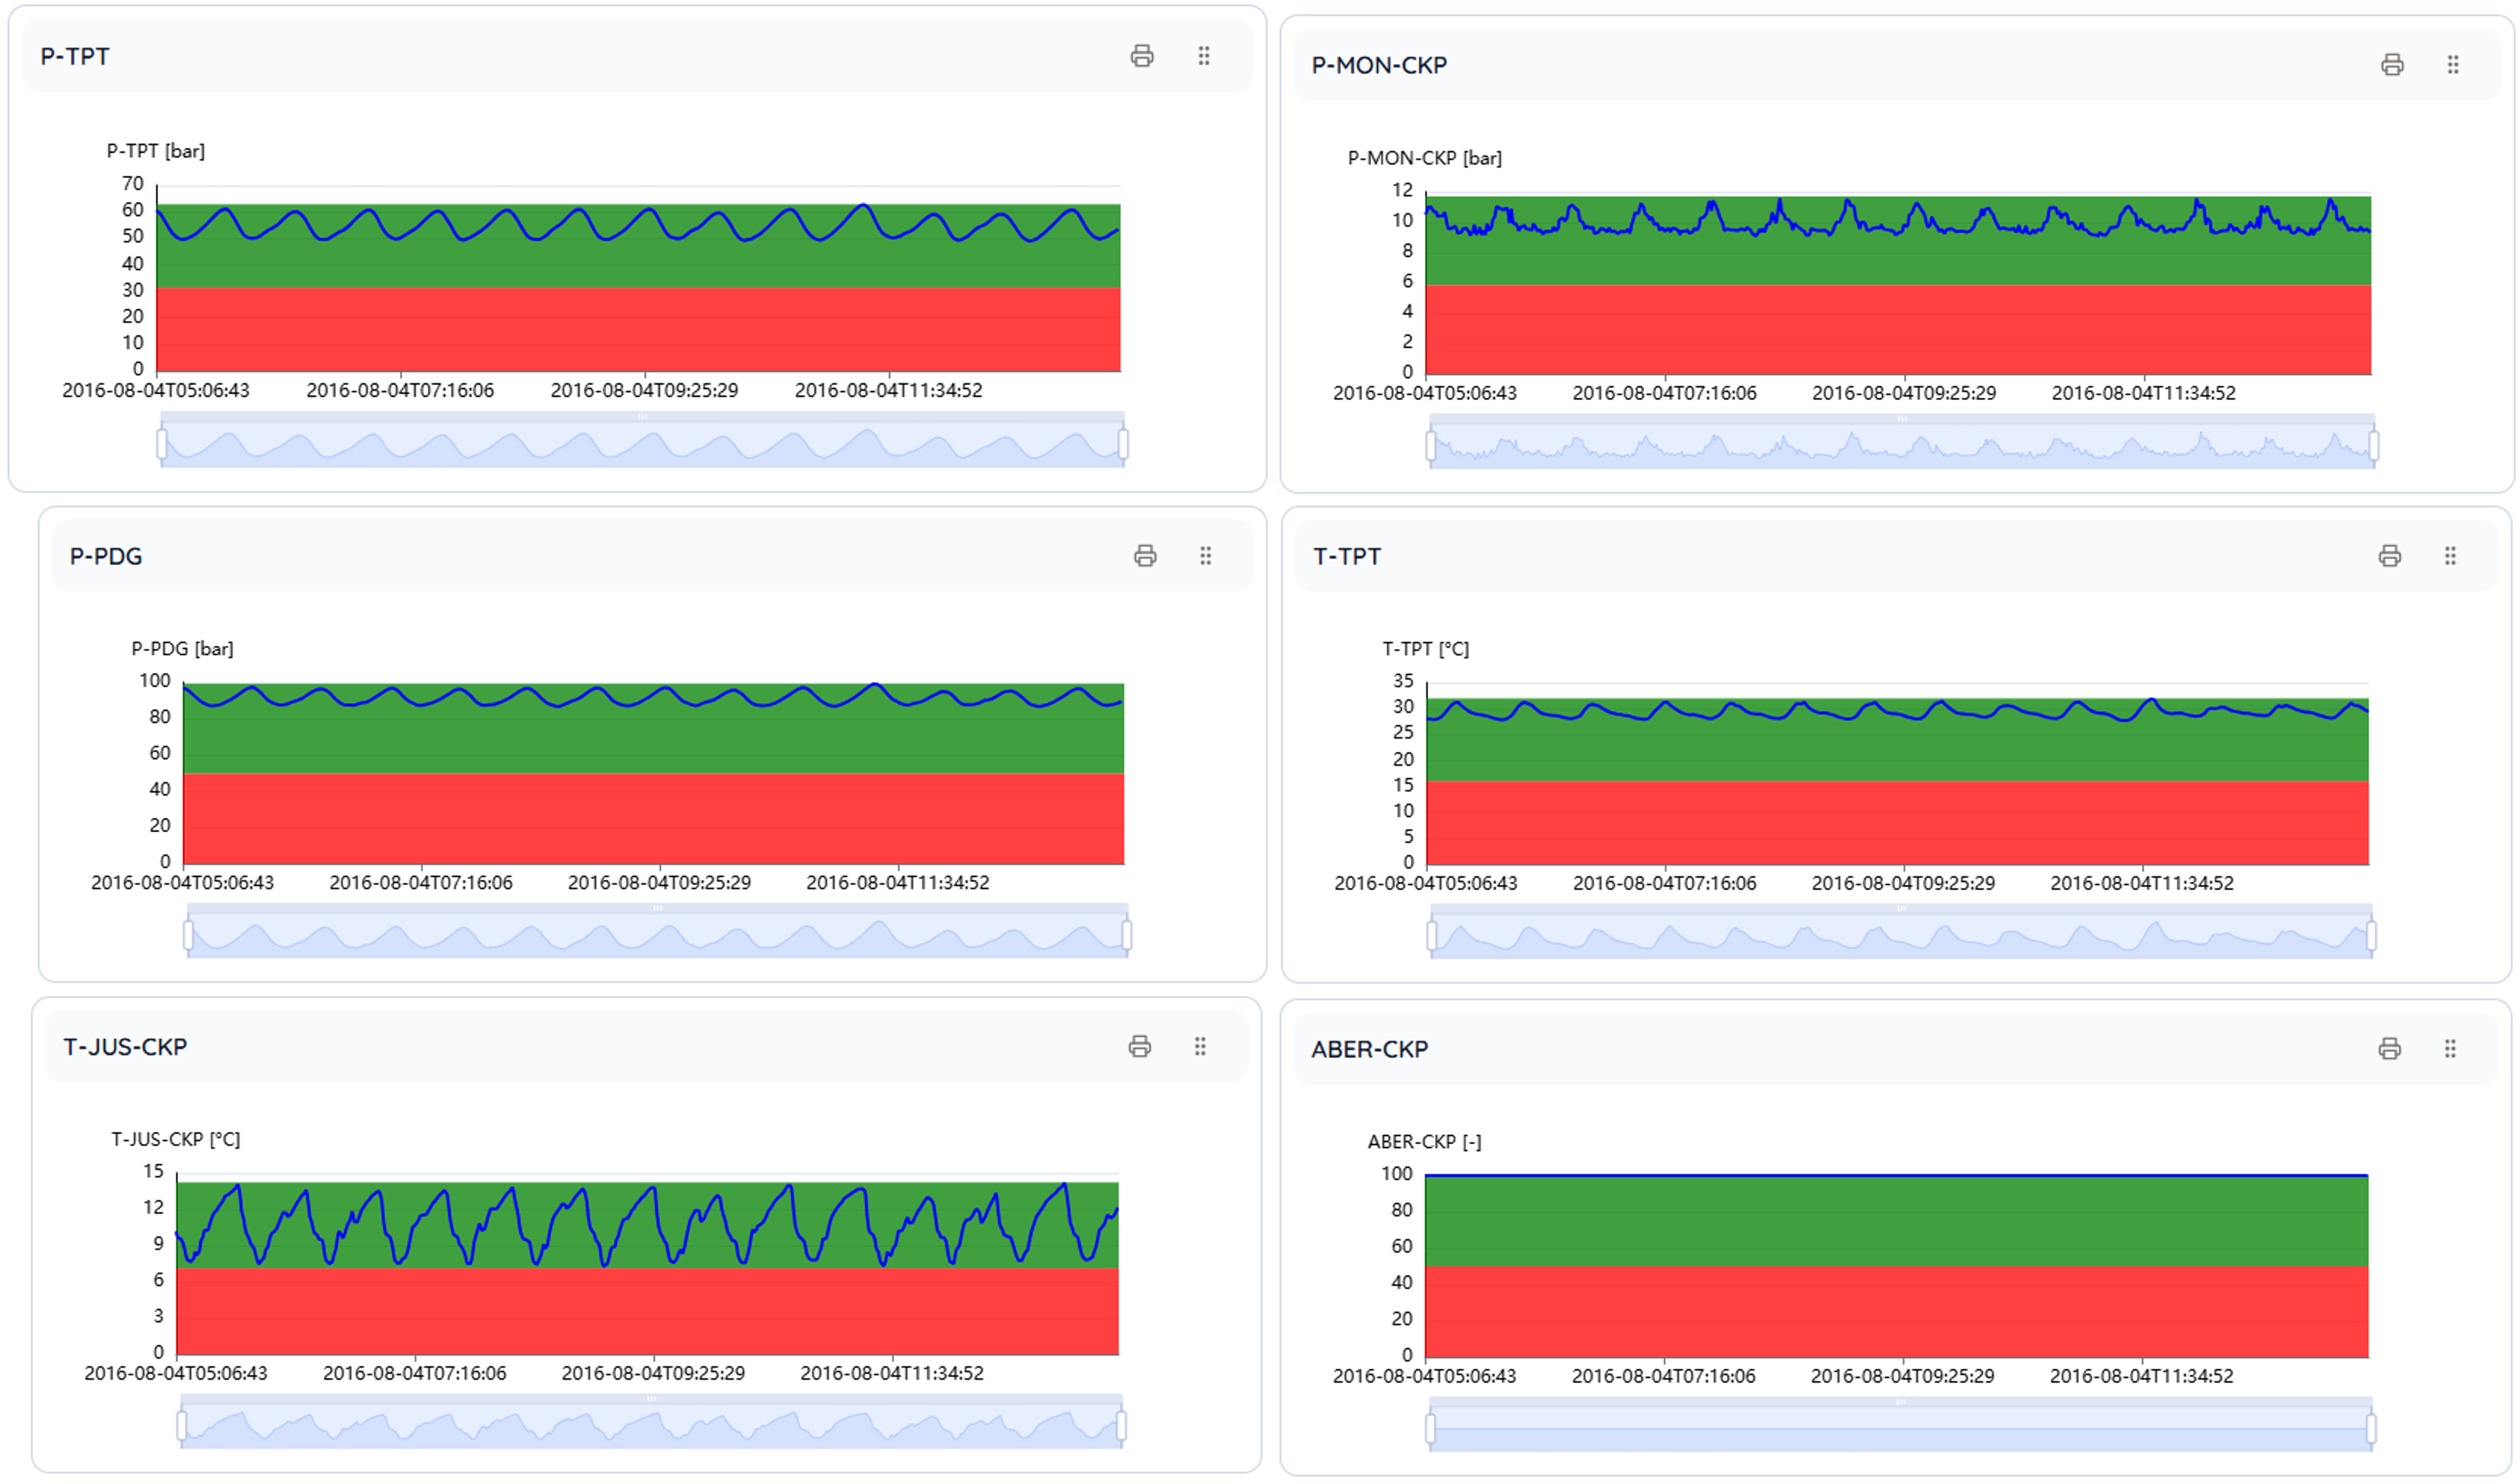 P-TPT
P-TPT [bar]
70
60
50
40
30
20
10
0
2016-08-04T05:06:43 2016-08-04T07:16:06 2016-08-04T09:25:29 2016-08-04T11:34:52
P-MON-CKP
P-MON-CKP [bar]
12
10
8
6
4
2
0
2016-08-04T05:06:43 2016-08-04T07:16:06 2016-08-04T09:25:29 2016-08-04T11:34:52
P-PDG
P-PDG [bar]
100
80
60
40
20
0
2016-08-04T05:06:43 2016-08-04T07:16:06 2016-08-04T09:25:29 2016-08-04T11:34:52
T-TPT
T-TPT [°C]
35
30
25
20
15
10
5
0
2016-08-04T05:06:43 2016-08-04T07:16:06 2016-08-04T09:25:29 2016-08-04T11:34:52
T-JUS-CKP
T-JUS-CKP [°C]
15
12
9
6
3
0
2016-08-04T05:06:43 2016-08-04T07:16:06 2016-08-04T09:25:29 2016-08-04T11:34:52
ABER-CKP
ABER-CKP [-]
100
80
60
40
20
0
2016-08-04T05:06:43 2016-08-04T07:16:06 2016-08-04T09:25:29 2016-08-04T11:34:52